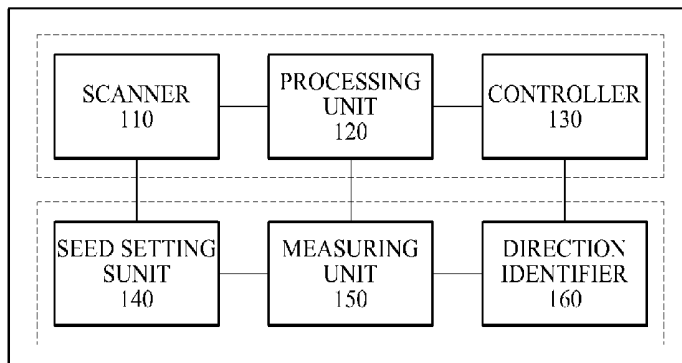 SCANNER
110
PROCESSING
UNIT
120
CONTROLLER
130
SEED SETTING
SUNIT
140
MEASURING
UNIT
150
DIRECTION
IDENTIFIER
160